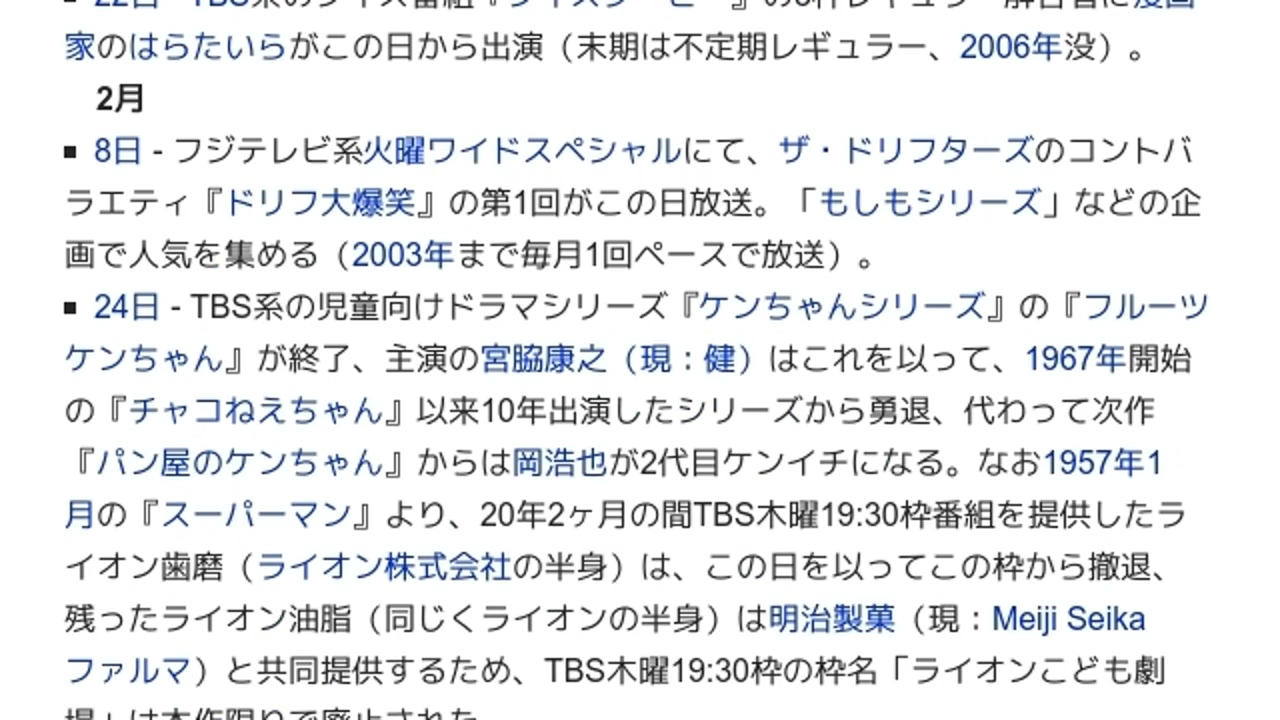 家のはらたいらがこの日から出演（末期は不定期レギュラー、2006年没）。
2月
▪ 8日 - フジテレビ系火曜ワイドスペシャルにて、ザ・ドリフターズのコントバ
ラエティ『ドリフ大爆笑』の第1回がこの日放送。「もしもシリーズ」などの企
画で人気を集める（2003年まで毎月1回ペースで放送）。
▪ 24日 - TBS系の児童向けドラマシリーズ『ケンちゃんシリーズ』の『フルーツ
ケンちゃん』が終了、主演の宮脇康之（現：健）はこれを以って、1967年開始
の『チャコねえちゃん』以来10年出演したシリーズから勇退、代わって次作
『パン屋のケンちゃん』からは岡浩也が2代目ケンイチになる。なお1957年1
月の『スーパーマン』より、20年2ヶ月の間TBS木曜19:30枠番組を提供したラ
イオン歯磨（ライオン株式会社の半身）は、この日を以ってこの枠から撤退、
残ったライオン油脂（同じくライオンの半身）は明治製菓（現：Meiji Seika
ファルマ）と共同提供するため、TBS木曜19:30枠の枠名「ライオンこども劇
場」は本作限りで廃止された。